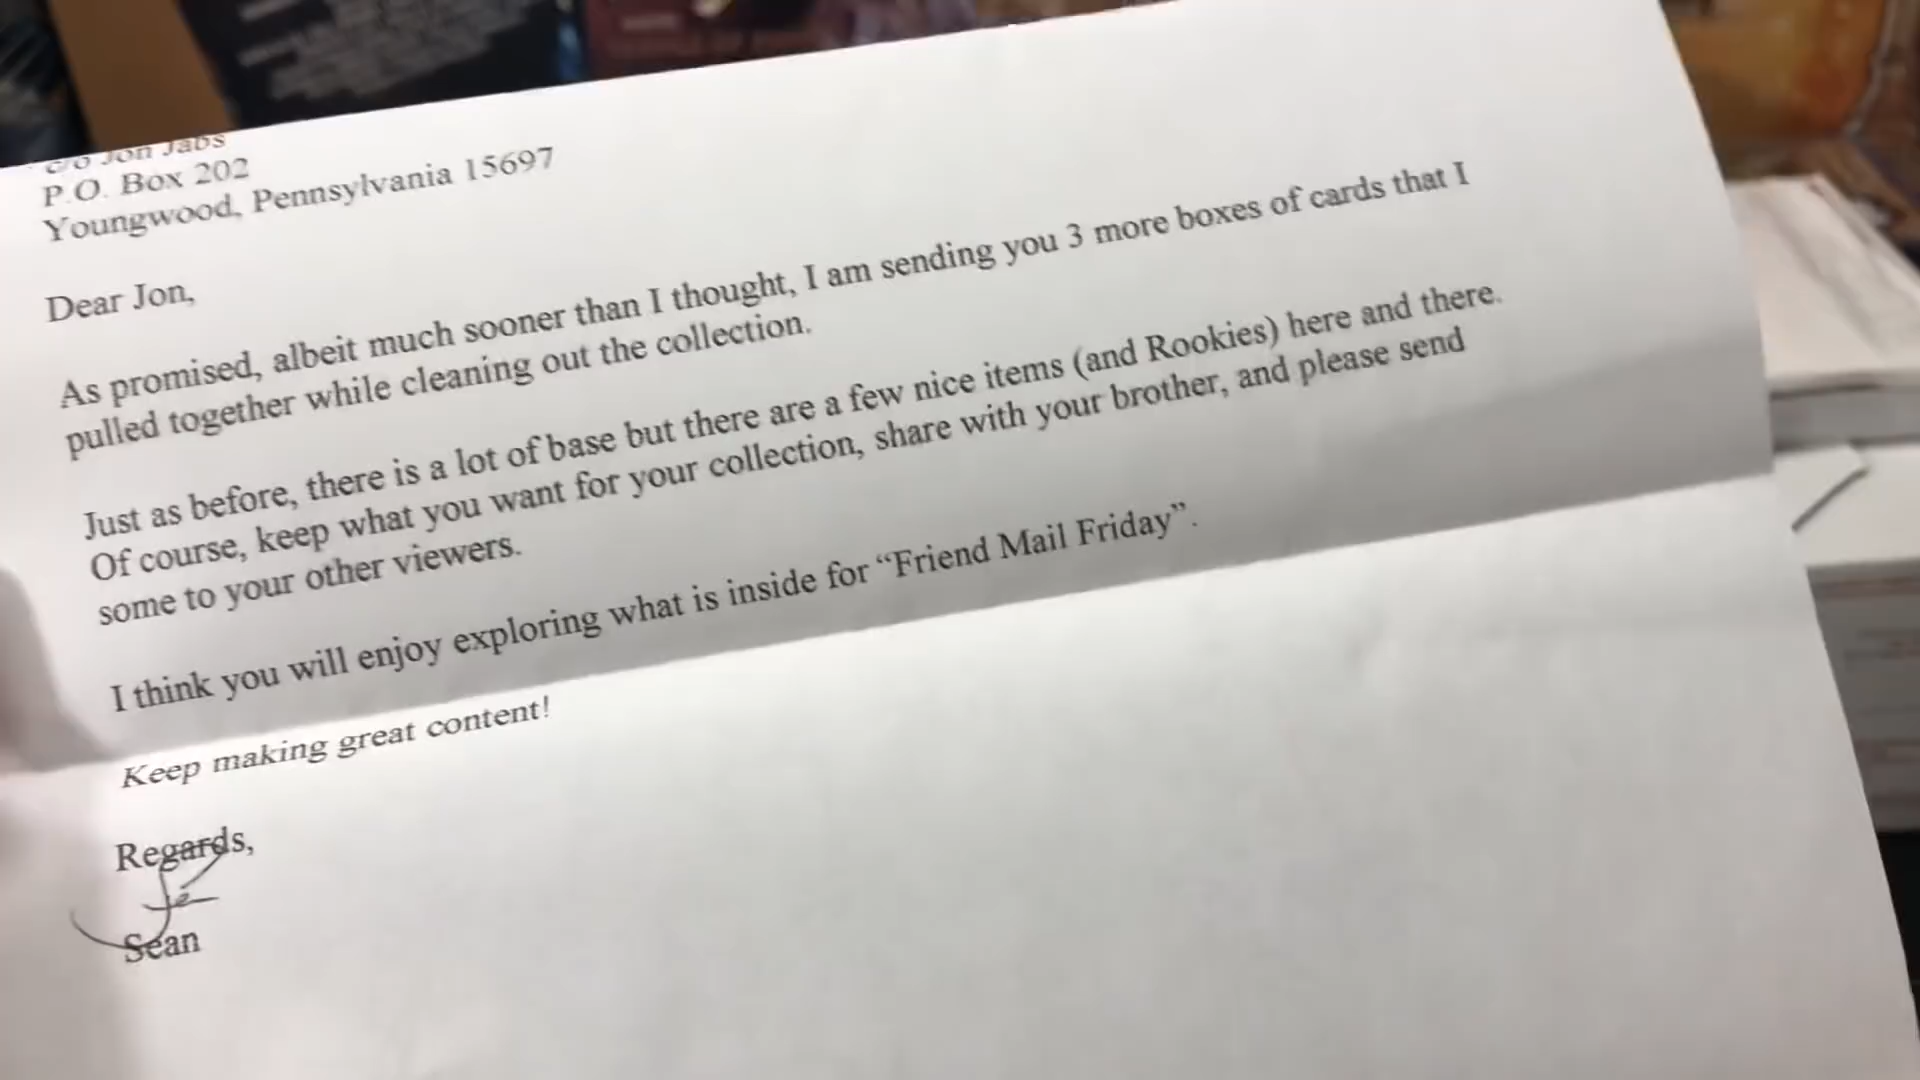 c/o Jon Jabs
P.O. Box 202
Youngwood, Pennsylvania 15697
Dear Jon,
As promised, albeit much sooner than I thought, I am sending you 3 more boxes of cards that I
pulled together while cleaning out the collection.
Just as before, there is a lot of base but there are a few nice items (and Rookies) here and there.
Of course, keep what you want for your collection, share with your brother, and please send
some to your other viewers.
I think you will enjoy exploring what is inside for “Friend Mail Friday”.
Keep making great content!
Regards,
Sean